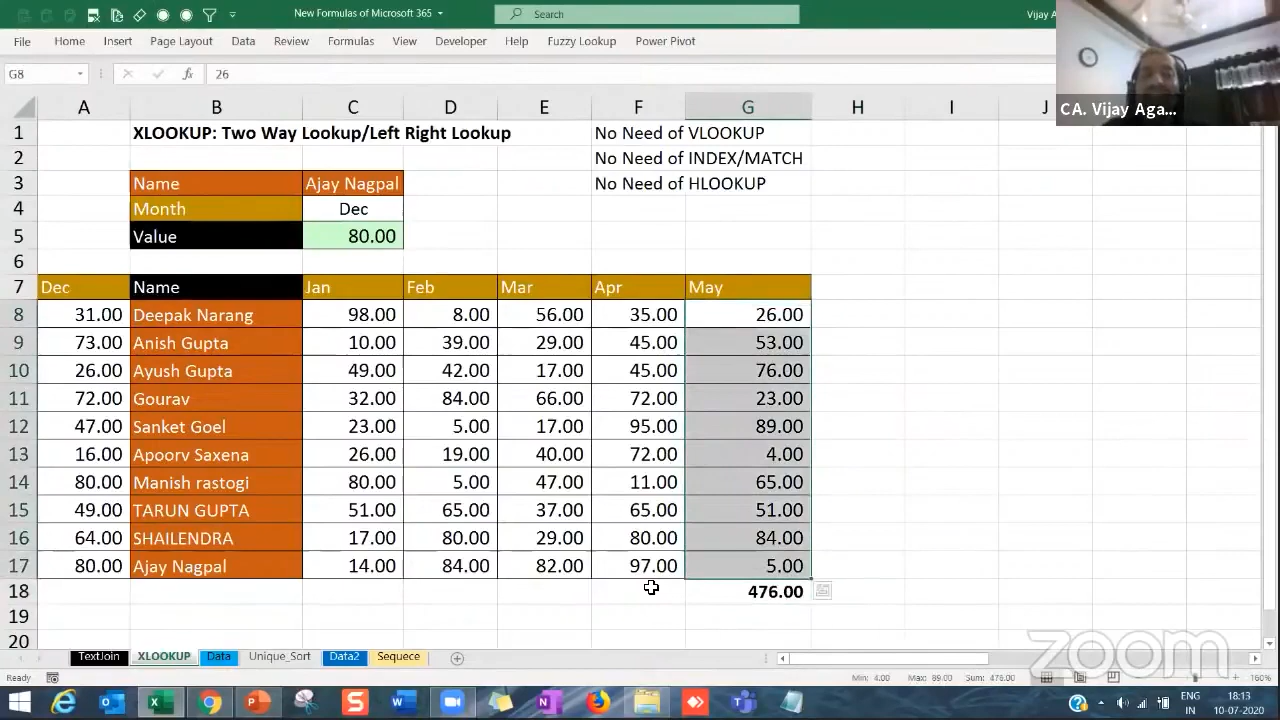 New Formulas of Microsoft 365
Search
Vijay A
File Home Insert Page Layout Data Review Formulas View Developer Help Fuzzy Lookup Power Pivot
G8 fx 26
CA. Vijay Aga...
A B C D E F G H I J
1 XLOOKUP: Two Way Lookup/Left Right Lookup No Need of VLOOKUP
2 No Need of INDEX/MATCH
3 Name Ajay Nagpal No Need of HLOOKUP
4 Month Dec
5 Value 80.00
6
7 Dec Name Jan Feb Mar Apr May
8 31.00 Deepak Narang 98.00 8.00 56.00 35.00 26.00
9 73.00 Anish Gupta 10.00 39.00 29.00 45.00 53.00
10 26.00 Ayush Gupta 49.00 42.00 17.00 45.00 76.00
11 72.00 Gourav 32.00 84.00 66.00 72.00 23.00
12 47.00 Sanket Goel 23.00 5.00 17.00 95.00 89.00
13 16.00 Apoorv Saxena 26.00 19.00 40.00 72.00 4.00
14 80.00 Manish rastogi 80.00 5.00 47.00 11.00 65.00
15 49.00 TARUN GUPTA 51.00 65.00 37.00 65.00 51.00
16 64.00 SHAILENDRA 17.00 80.00 29.00 80.00 84.00
17 80.00 Ajay Nagpal 14.00 84.00 82.00 97.00 5.00
18 476.00
19
20
zoom
TextJoin XLOOKUP Data Unique_Sort Data2 Sequece
Ready Min: 4.00 Max: 89.00 Sum: 476.00 160%
ENG 18:13
IN 10-07-2020